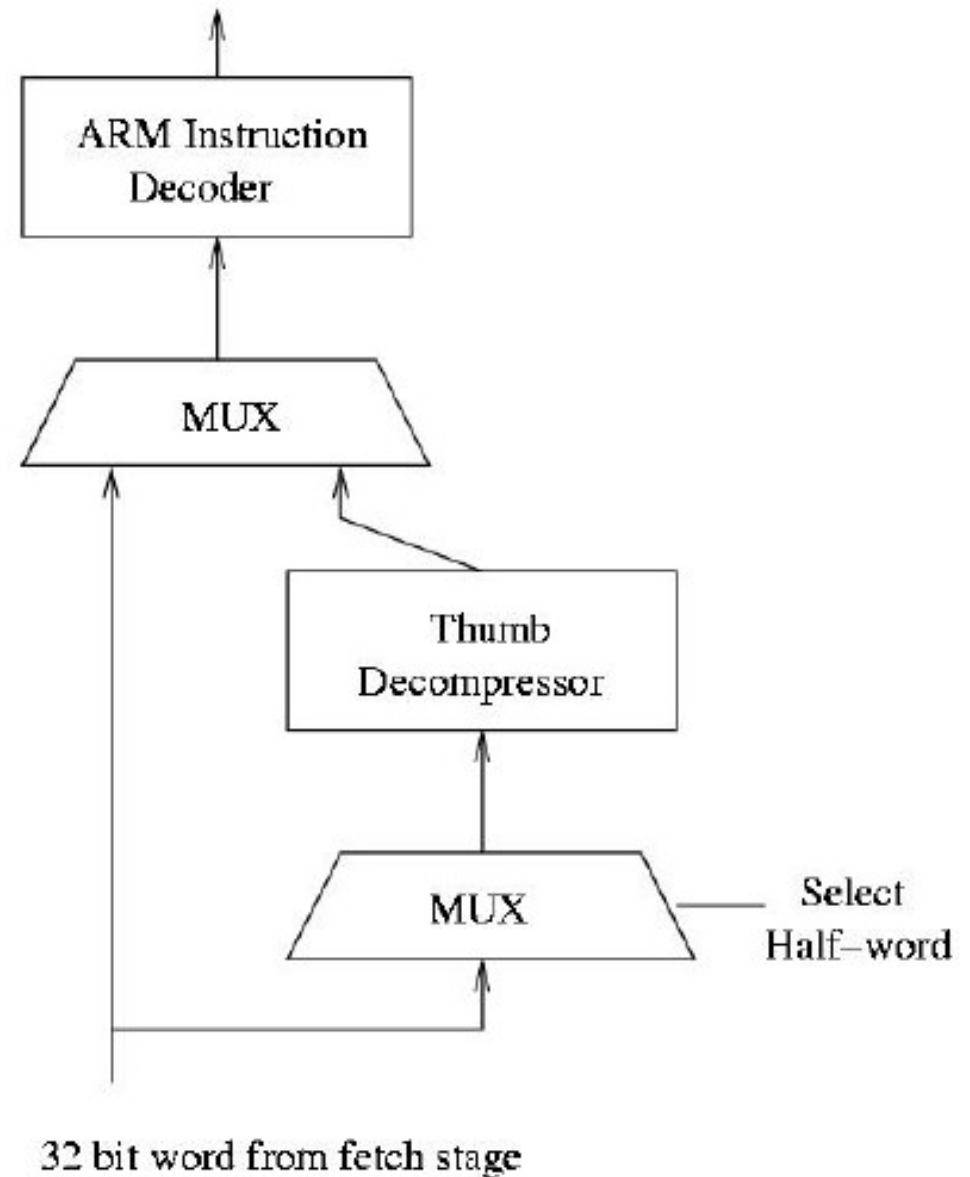 ARM Instruction
Decoder
MUX
Thumb
Decompressor
MUX
Select
Half-word
32 bit word from fetch stage